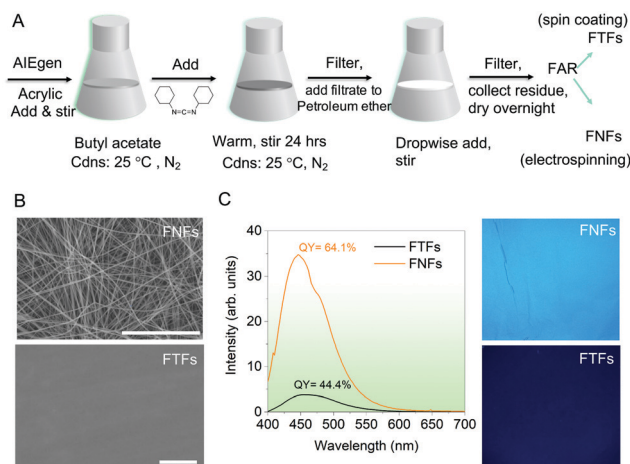 A
AIEgen
Acrylic
Add & stir
Butyl acetate
Cdns: 25 °C , N₂
Add
N=C=N
Warm, stir 24 hrs
Cdns: 25 °C, N₂
Filter,
add filtrate to
Petroleum ether
Dropwise add,
stir
Filter,
collect residue,
dry overnight
(spin coating)
FTFs
FAR
FNFs
(electrospinning)
B
FNFs
FTFs
C
Intensity (arb. units)
40
35
30
20
10
5
0
QY= 64.1%
FTFs
FNFs
QY= 44.4%
400 450 500 550 600 650 700
Wavelength (nm)
FNFs
FTFs